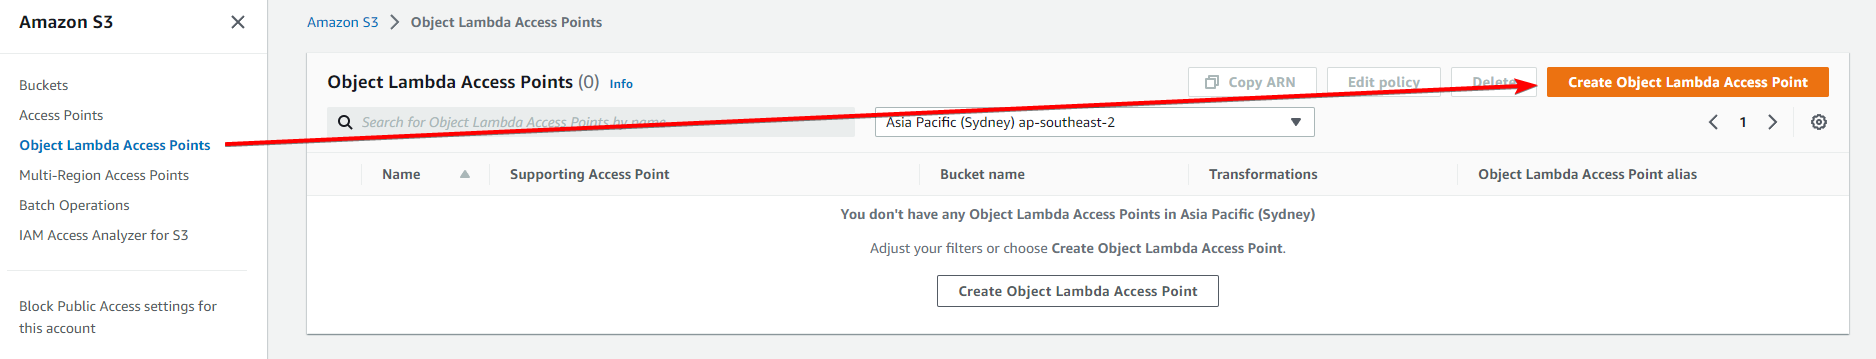 Amazon S3
Buckets
Access Points
Object Lambda Access Points
Multi-Region Access Points
Batch Operations
IAM Access Analyzer for S3
Block Public Access settings for
this account
Amazon S3 > Object Lambda Access Points
Object Lambda Access Points (0) Info
Copy ARN Edit policy Delete Create Object Lambda Access Point
Search for Object Lambda Access Points by name Asia Pacific (Sydney) ap-southeast-2 1
Name Supporting Access Point Bucket name Transformations Object Lambda Access Point alias
You don't have any Object Lambda Access Points in Asia Pacific (Sydney)
Adjust your filters or choose Create Object Lambda Access Point.
Create Object Lambda Access Point